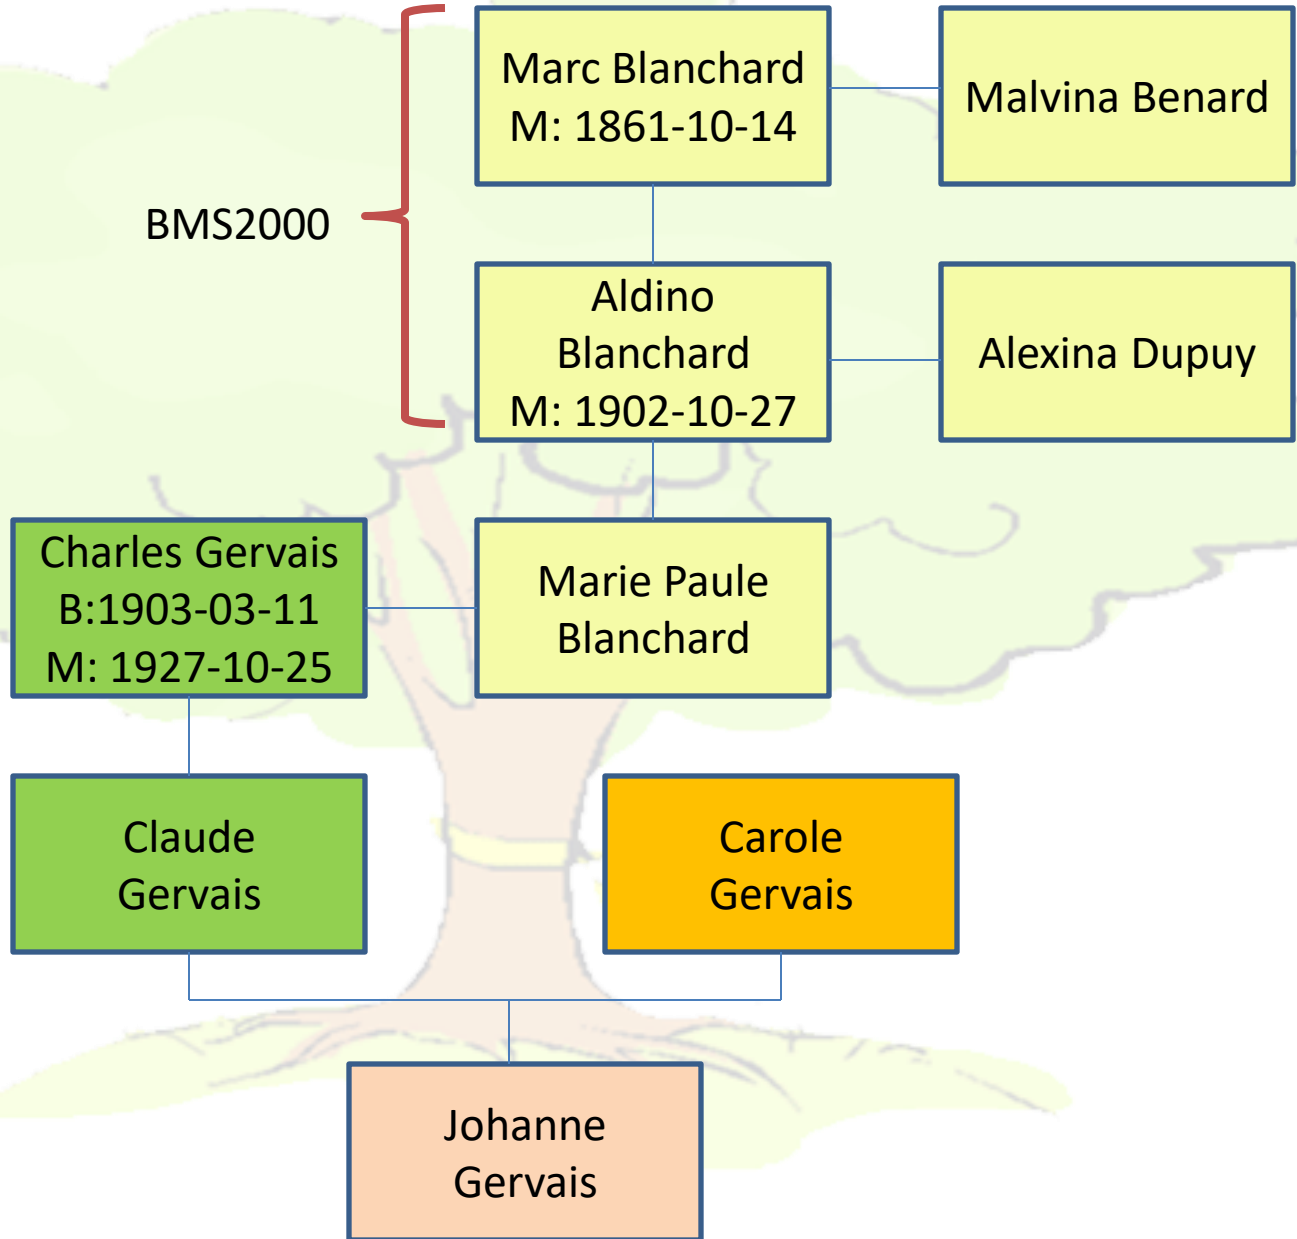 Marc Blanchard
M: 1861-10-14
Malvina Benard
BMS2000
Aldino
Blanchard
M: 1902-10-27
Alexina Dupuy
Charles Gervais
B:1903-03-11
M: 1927-10-25
Marie Paule
Blanchard
Claude
Gervais
Carole
Gervais
Johanne
Gervais